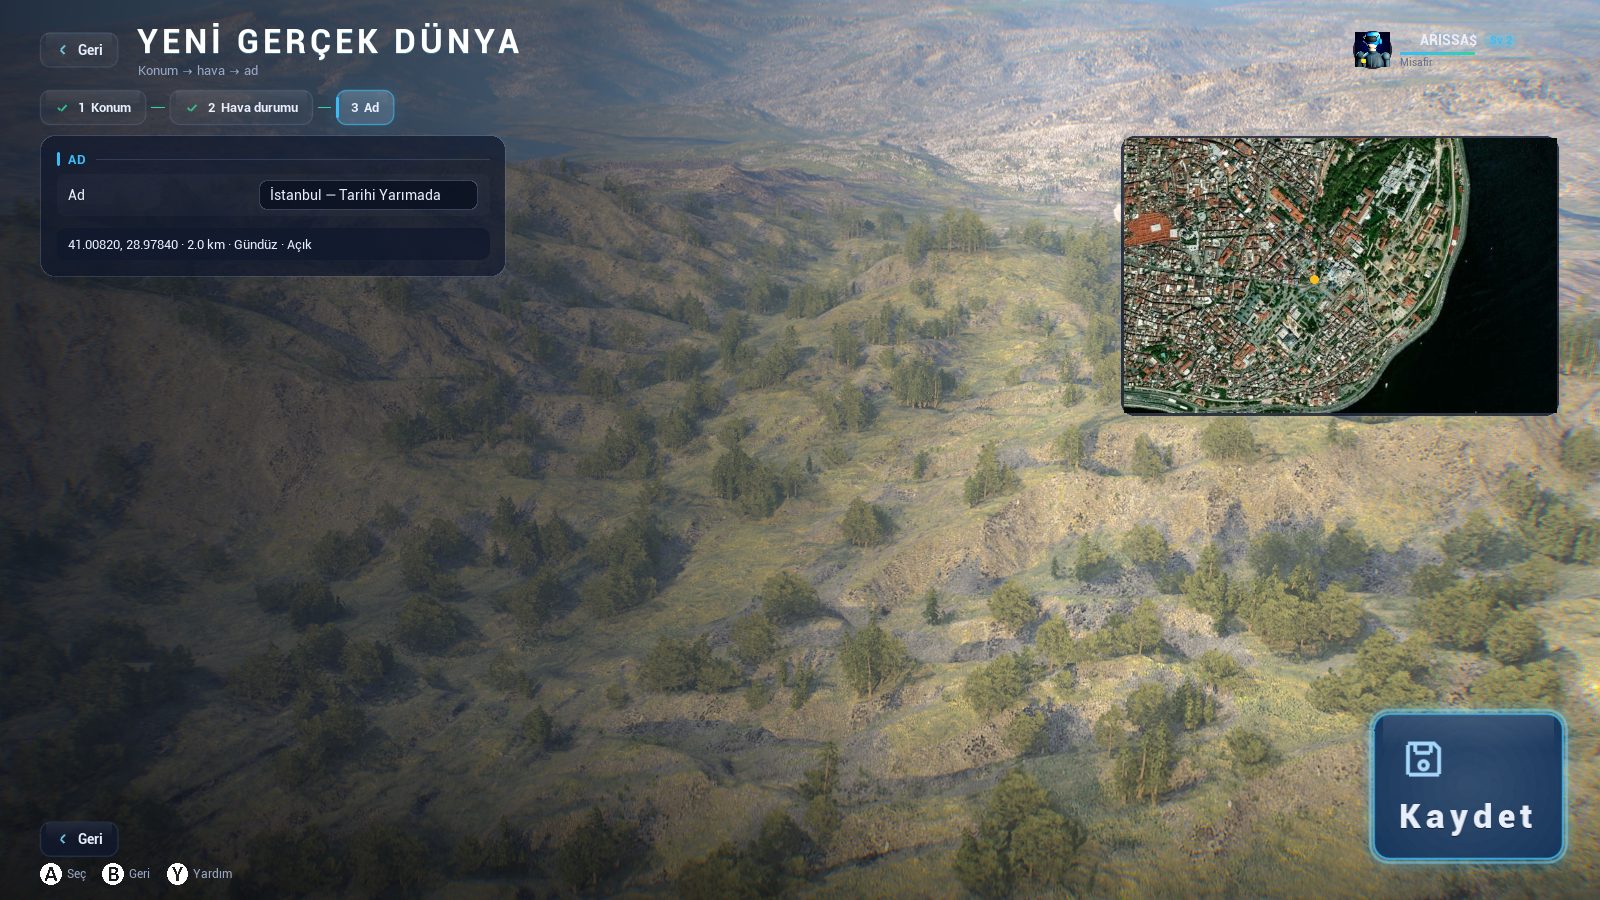 Geri
YENİ GERÇEK DÜNYA
Konum → hava → ad
ARISSA$
Misafir
1 Konum
2 Hava durumu
3 Ad
AD
Ad
İstanbul — Tarihi Yarımada
41.00820, 28.97840 · 2.0 km · Gündüz · Açık
Kaydet
Geri
A Seç
B Geri
Y Yardım